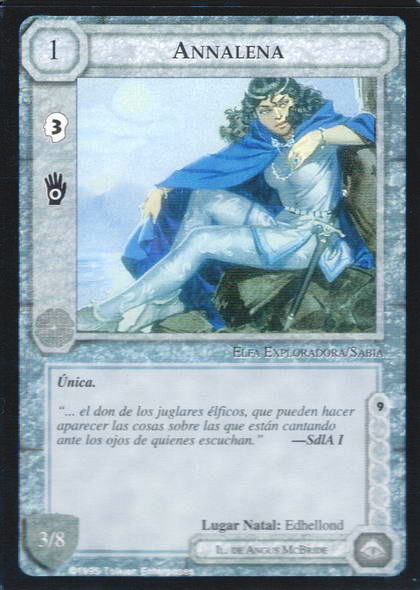 1
ANNALENA
3
0
ELFA EXPLORADORA/SABIA
Única.
“... el don de los juglares élficos, que pueden hacer
aparecer las cosas sobre las que están cantando
ante los ojos de quienes escuchan.” —SdlA I
9
Lugar Natal: Edhellond
3/8
IL. DE ANGUS MCBRIDE
©1995 Tolkien Enterprises